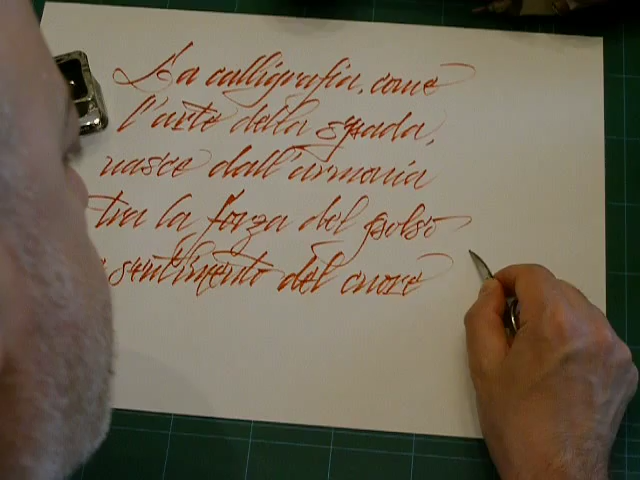 La calligrafia, come
l'arte della spada,
nasce dall'armonia
tra la forza del polso
sentimento del cuore